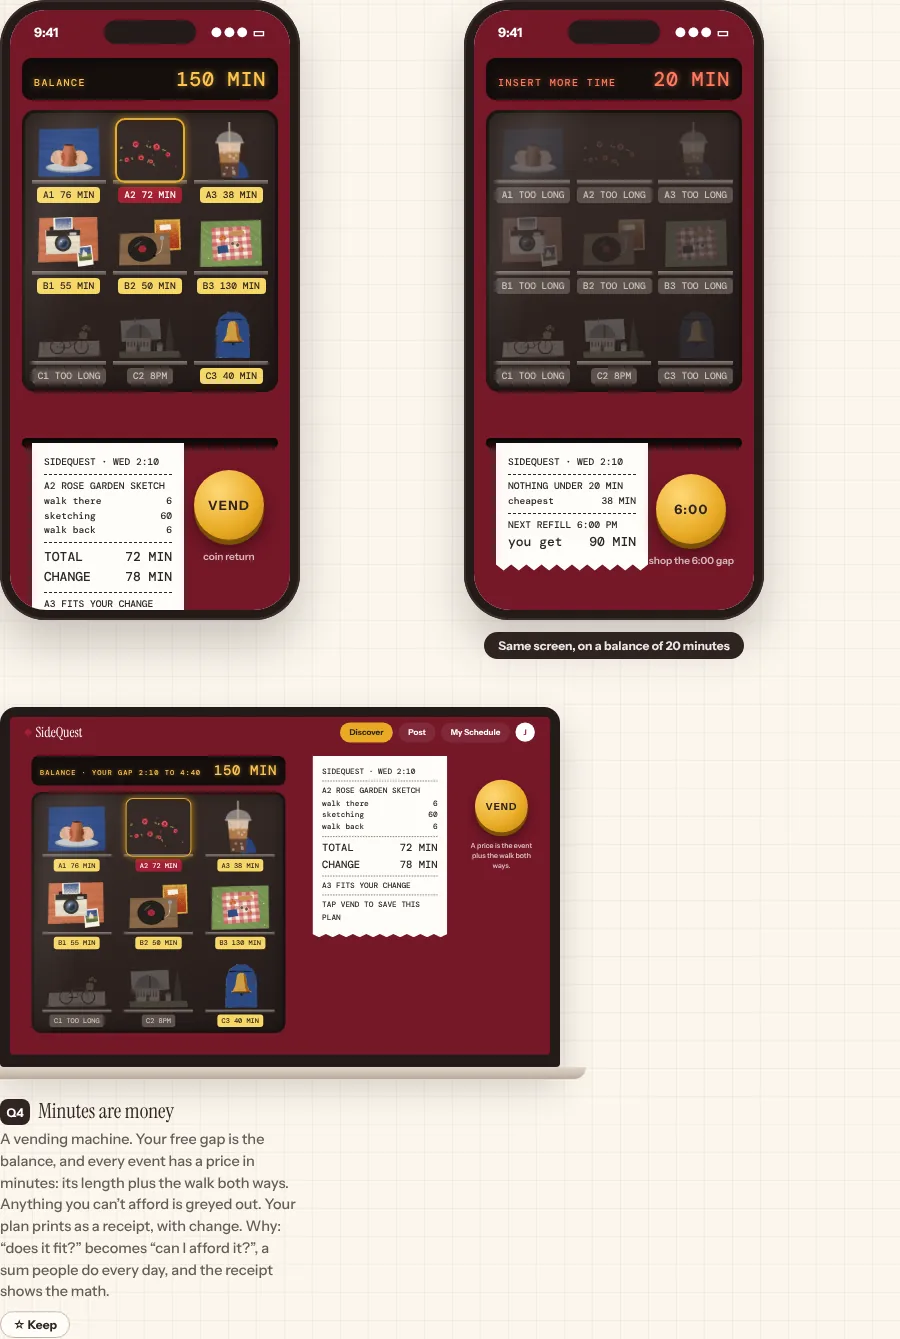 9:41
BALANCE 150 MIN
A1 76 MIN A2 72 MIN A3 38 MIN
B1 55 MIN B2 50 MIN B3 130 MIN
C1 TOO LONG C2 8PM C3 40 MIN
SIDEQUEST · WED 2:10
A2 ROSE GARDEN SKETCH
walk there 6
sketching 60
walk back 6
TOTAL 72 MIN
CHANGE 78 MIN
A3 FITS YOUR CHANGE
VEND
coin return
9:41
INSERT MORE TIME 20 MIN
A1 TOO LONG A2 TOO LONG A3 TOO LONG
B1 TOO LONG B2 TOO LONG B3 TOO LONG
C1 TOO LONG C2 8PM C3 TOO LONG
SIDEQUEST · WED 2:10
NOTHING UNDER 20 MIN
cheapest 38 MIN
NEXT REFILL 6:00 PM
you get 90 MIN
6:00
shop the 6:00 gap
Same screen, on a balance of 20 minutes
SideQuest
Discover Post My Schedule J
BALANCE · YOUR GAP 2:10 TO 4:40 150 MIN
A1 76 MIN A2 72 MIN A3 38 MIN
B1 55 MIN B2 50 MIN B3 130 MIN
C1 TOO LONG C2 8PM C3 40 MIN
SIDEQUEST · WED 2:10
A2 ROSE GARDEN SKETCH
walk there 6
sketching 60
walk back 6
TOTAL 72 MIN
CHANGE 78 MIN
A3 FITS YOUR CHANGE
TAP VEND TO SAVE THIS
PLAN
VEND
A price is the event
plus the walk both
ways.
Q4 Minutes are money
A vending machine. Your free gap is the
balance, and every event has a price in
minutes: its length plus the walk both ways.
Anything you can’t afford is greyed out. Your
plan prints as a receipt, with change. Why:
“does it fit?” becomes “can I afford it?”, a
sum people do every day, and the receipt
shows the math.
☆ Keep